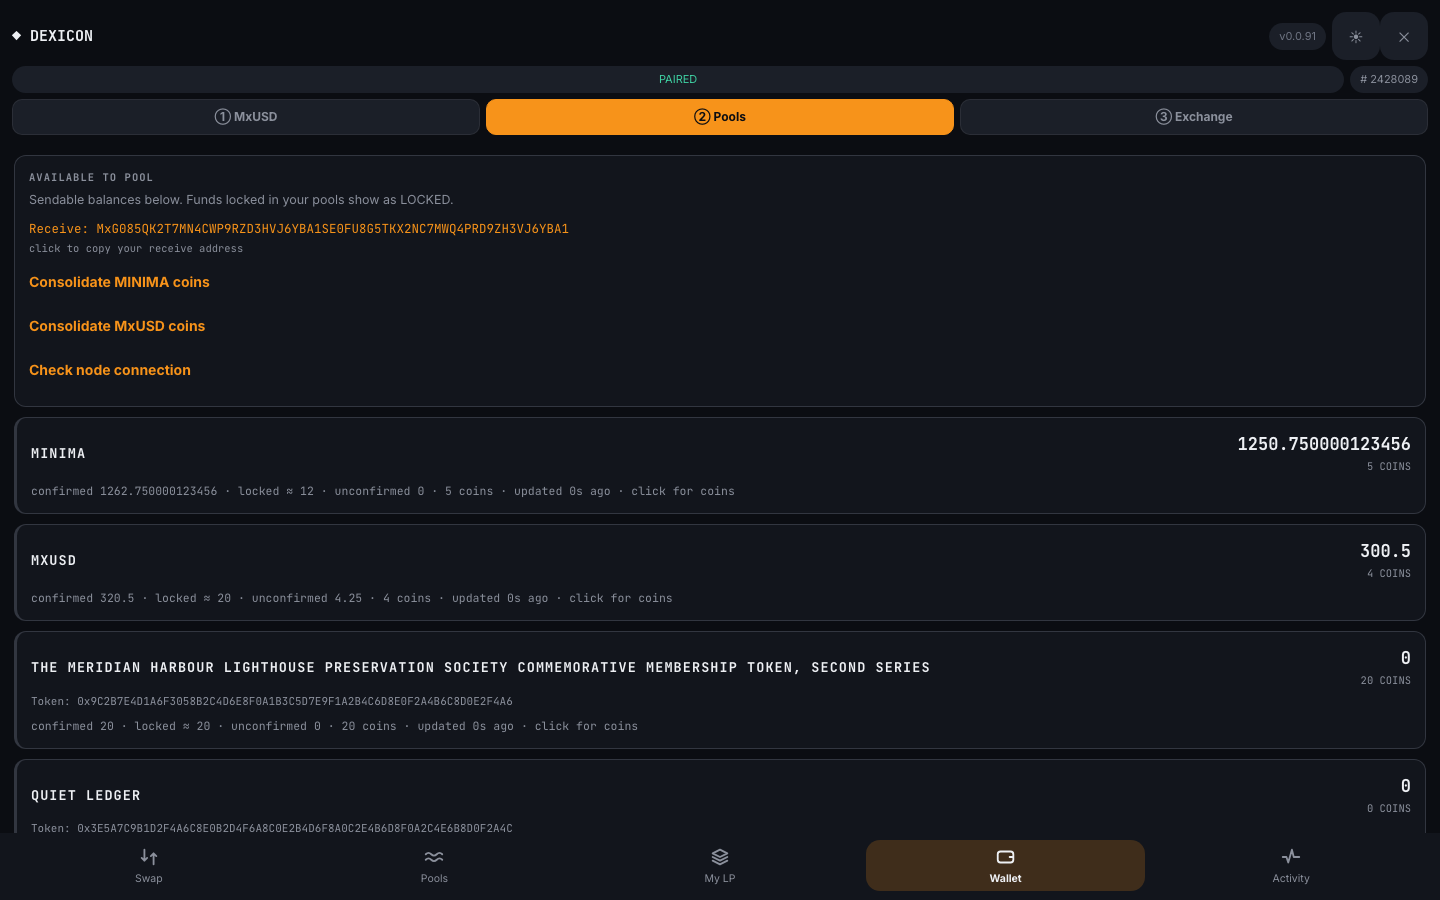 ◆ DEXICON
v0.0.91
PAIRED
# 2428089
① MxUSD
② Pools
③ Exchange
AVAILABLE TO POOL
Sendable balances below. Funds locked in your pools show as LOCKED.
Receive: MxG085QK2T7MN4CWP9RZD3HVJ6YBA1SE0FU8G5TKX2NC7MWQ4PRD9ZH3VJ6YBA1
click to copy your receive address
Consolidate MINIMA coins
Consolidate MxUSD coins
Check node connection
MINIMA
1250.750000123456
5 COINS
confirmed 1262.750000123456 · locked ≈ 12 · unconfirmed 0 · 5 coins · updated 0s ago · click for coins
MXUSD
300.5
4 COINS
confirmed 320.5 · locked ≈ 20 · unconfirmed 4.25 · 4 coins · updated 0s ago · click for coins
THE MERIDIAN HARBOUR LIGHTHOUSE PRESERVATION SOCIETY COMMEMORATIVE MEMBERSHIP TOKEN, SECOND SERIES
0
20 COINS
Token: 0x9C2B7E4D1A6F3058B2C4D6E8F0A1B3C5D7E9F1A2B4C6D8E0F2A4B6C8D0E2F4A6
confirmed 20 · locked ≈ 20 · unconfirmed 0 · 20 coins · updated 0s ago · click for coins
QUIET LEDGER
0
0 COINS
Token: 0x3E5A7C9B1D2F4A6C8E0B2D4F6A8C0E2B4D6F8A0C2E4B6D8F0A2C4E6B8D0F2A4C
Swap
Pools
My LP
Wallet
Activity